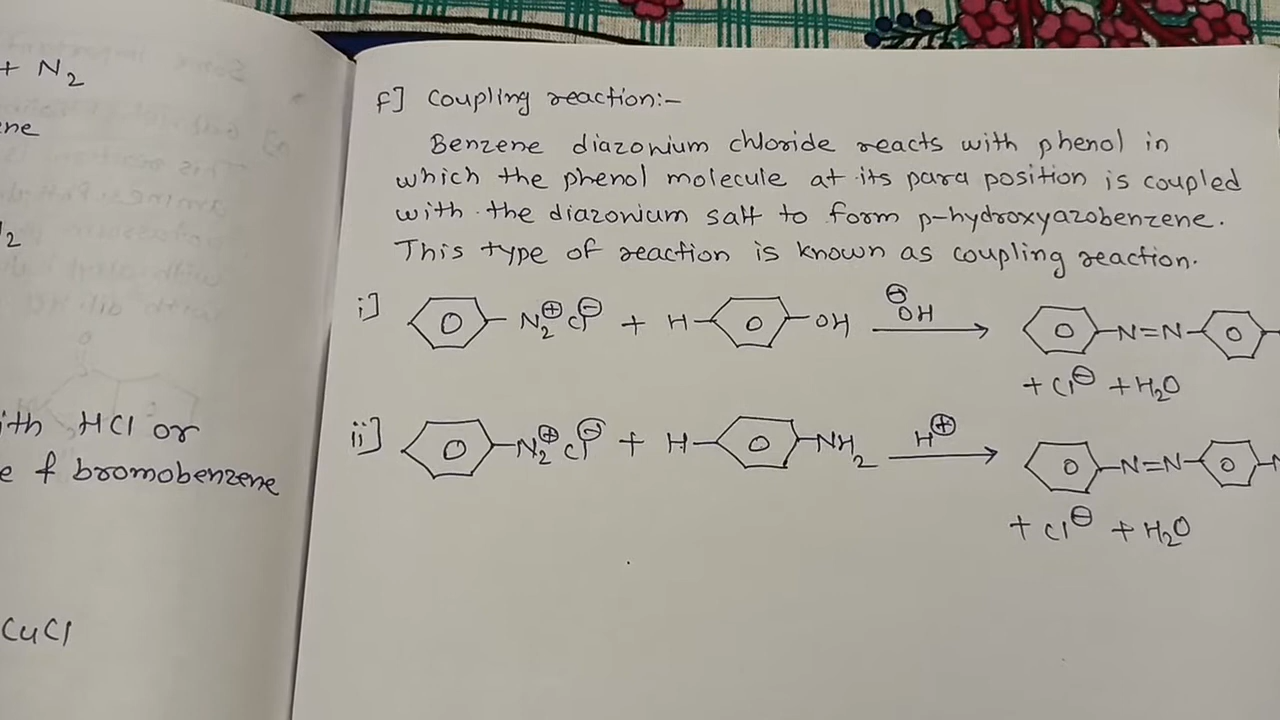 + N₂
ne
₂
ith HCl or
e f bromobenzene
CuCl
F] Coupling reaction:-
Benzene diazonium chloride reacts with phenol in
which the phenol molecule at its para position is coupled
with the diazonium salt to form p-hydroxyazobenzene.
This type of reaction is known as coupling reaction.
i] N₂⊕ Cl⊖ + H- -OH ⊖OH → -N=N-
+ Cl⊖ + H₂O
ii] -N₂⊕ Cl⊖ + H- -NH₂ H⊕ → -N=N- -N
+ Cl⊖ + H₂O